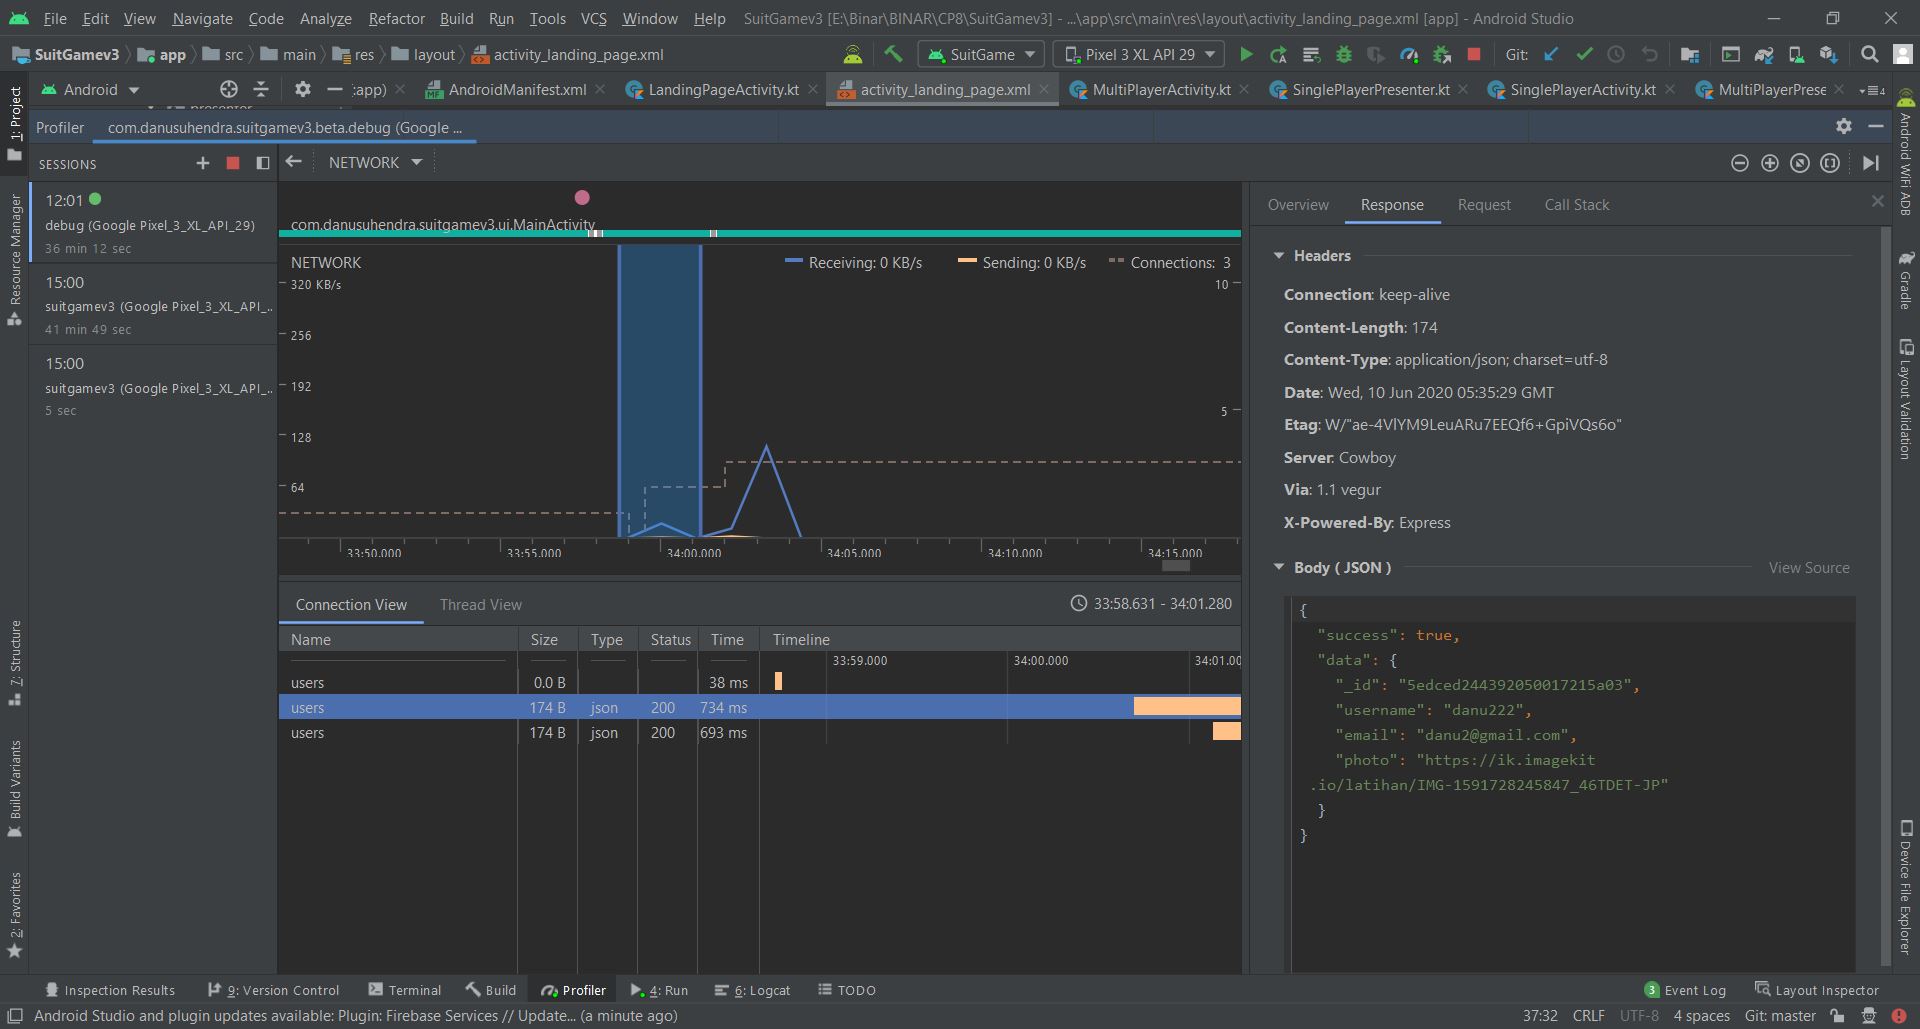 File Edit View Navigate Code Analyze Refactor Build Run Tools VCS Window Help SuitGamev3 [E:\Binar\BINAR\CP8\SuitGamev3] - ...\app\src\main\res\layout\activity_landing_page.xml [app] - Android Studio
SuitGamev3 app src main res layout activity_landing_page.xml SuitGame Pixel 3 XL API 29 Git:
Android :app) AndroidManifest.xml LandingPageActivity.kt activity_landing_page.xml MultiPlayerActivity.kt SinglePlayerPresenter.kt SinglePlayerActivity.kt MultiPlayerPrese 4
Profiler com.danusuhendra.suitgamev3.beta.debug (Google ...
SESSIONS NETWORK
12:01
debug (Google Pixel_3_XL_API_29)
36 min 12 sec
15:00
suitgamev3 (Google Pixel_3_XL_API_..
41 min 49 sec
15:00
suitgamev3 (Google Pixel_3_XL_API_..
5 sec
com.danusuhendra.suitgamev3.ui.MainActivity
NETWORK Receiving: 0 KB/s Sending: 0 KB/s Connections: 3
320 KB/s 10
256
192
5
128
64
33:50.000 33:55.000 34:00.000 34:05.000 34:10.000 34:15.000
Connection View Thread View 33:58.631 - 34:01.280
Name Size Type Status Time Timeline
33:59.000 34:00.000 34:01.00
users 0.0 B 38 ms
users 174 B json 200 734 ms
users 174 B json 200 693 ms
Overview Response Request Call Stack
Headers
Connection: keep-alive
Content-Length: 174
Content-Type: application/json; charset=utf-8
Date: Wed, 10 Jun 2020 05:35:29 GMT
Etag: W/"ae-4VlYM9LeuARu7EEQf6+GpiVQs6o"
Server: Cowboy
Via: 1.1 vegur
X-Powered-By: Express
Body ( JSON ) View Source
{
"success": true,
"data": {
"_id": "5edced244392050017215a03",
"username": "danu222",
"email": "danu2@gmail.com",
"photo": "https://ik.imagekit
.io/latihan/IMG-1591728245847_46TDET-JP"
}
}
1: Project
Resource Manager
7: Structure
Build Variants
2: Favorites
Android WiFi ADB
Gradle
Layout Validation
Device File Explorer
Inspection Results 9: Version Control Terminal Build Profiler 4: Run 6: Logcat TODO 3 Event Log Layout Inspector
Android Studio and plugin updates available: Plugin: Firebase Services // Update... (a minute ago) 37:32 CRLF UTF-8 4 spaces Git: master